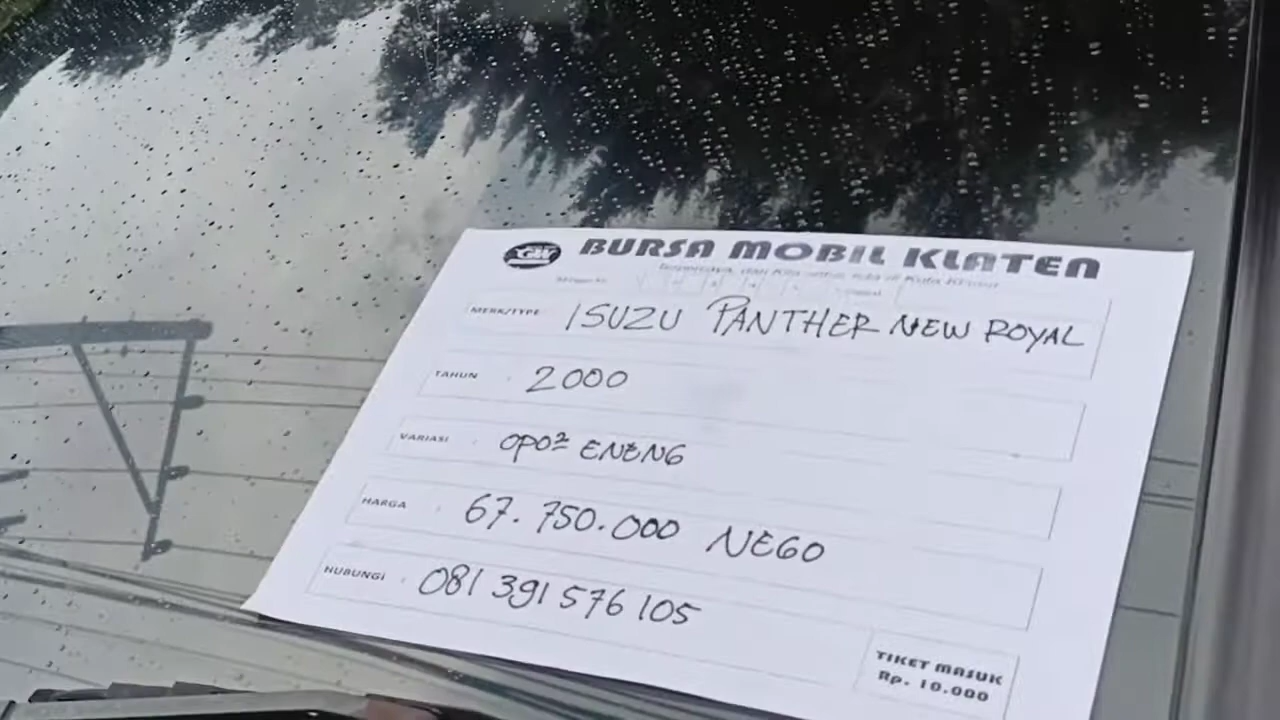 GW BURSA MOBIL KLATEN
MERK/TYPE : ISUZU PANTHER NEW ROYAL
TAHUN : 2000
VARIASI : OPO² ENENG
HARGA : 67.750.000 NEGO
HUBUNGI : 081 391 576 105
TIKET MASUK
Rp. 10.000